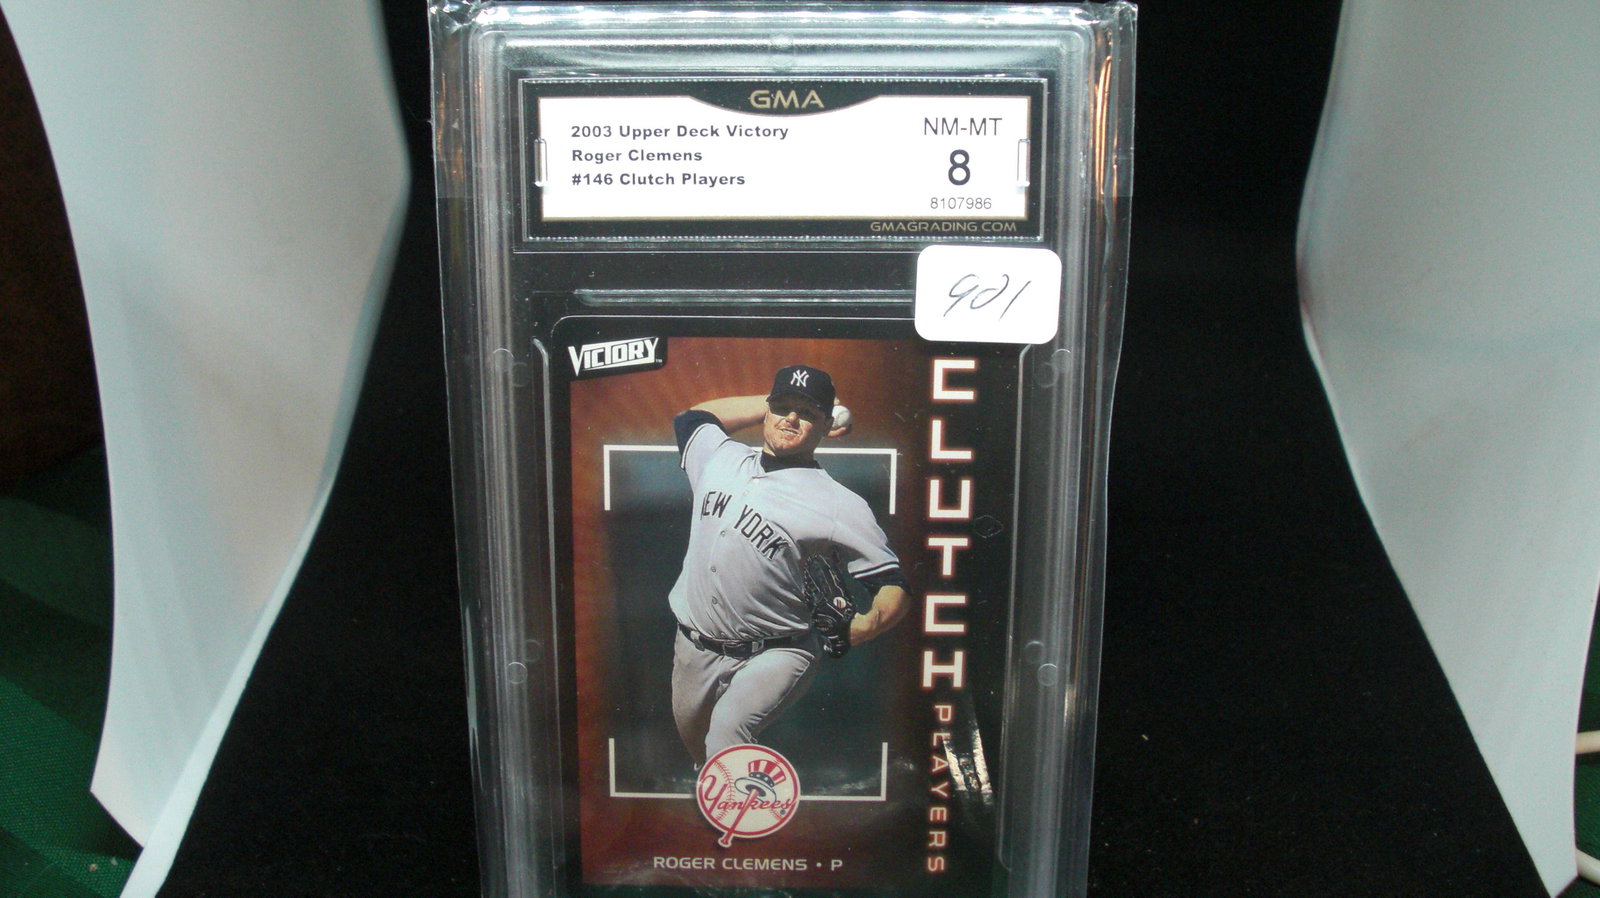 GMA
2003 Upper Deck Victory
Roger Clemens
#146 Clutch Players
NM-MT
8
8107986
GMAGRADING.COM
901
VICTORY
NY
NEW YORK
CLUTCH PLAYERS
Yankees
ROGER CLEMENS • P